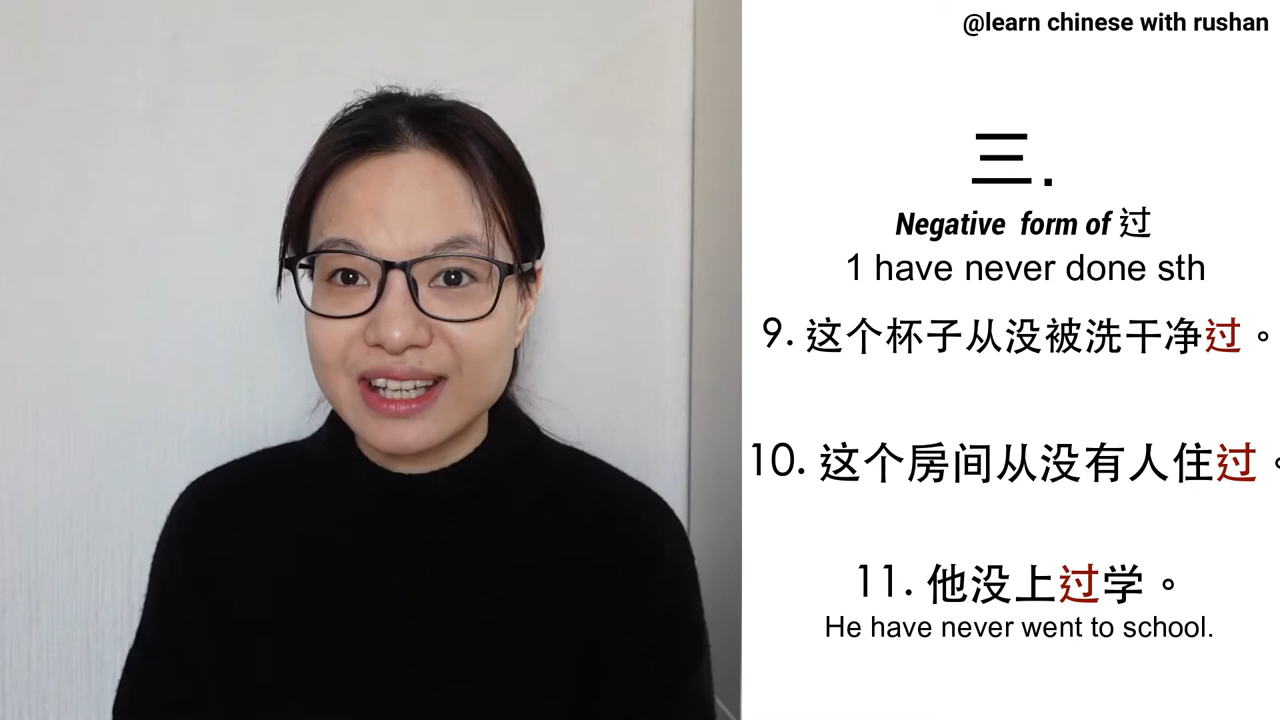 @learn chinese with rushan
三.
Negative form of 过
1 have never done sth
9. 这个杯子从没被洗干净过。
10. 这个房间从没有人住过。
11. 他没上过学。
He have never went to school.